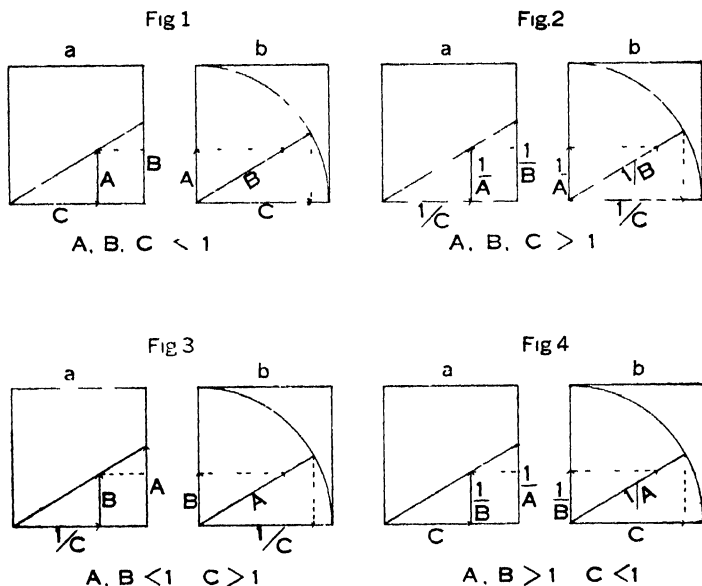 Fig 1
a b
B
A A B
C C
A, B, C < 1
Fig.2
a b
1/A 1/B 1/A 1/B
1/C 1/C
A, B, C > 1
Fig 3
a b
B A B A
1/C 1/C
A, B < 1 C > 1
Fig 4
a b
1/B 1/A 1/B 1/A
C C
A, B > 1 C < 1